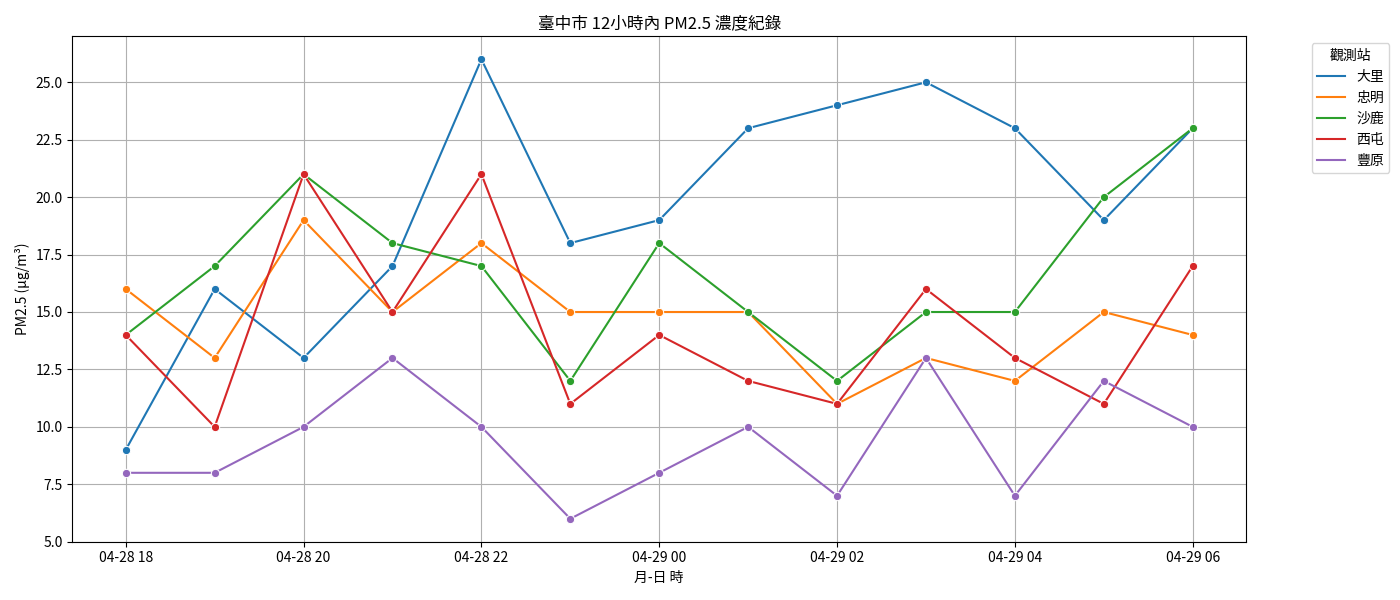 臺中市 12小時內 PM2.5 濃度紀錄
觀測站
大里
忠明
沙鹿
西屯
豐原
PM2.5 (μg/m³)
25.0
22.5
20.0
17.5
15.0
12.5
10.0
7.5
5.0
04-28 18
04-28 20
04-28 22
04-29 00
04-29 02
04-29 04
04-29 06
月-日 時